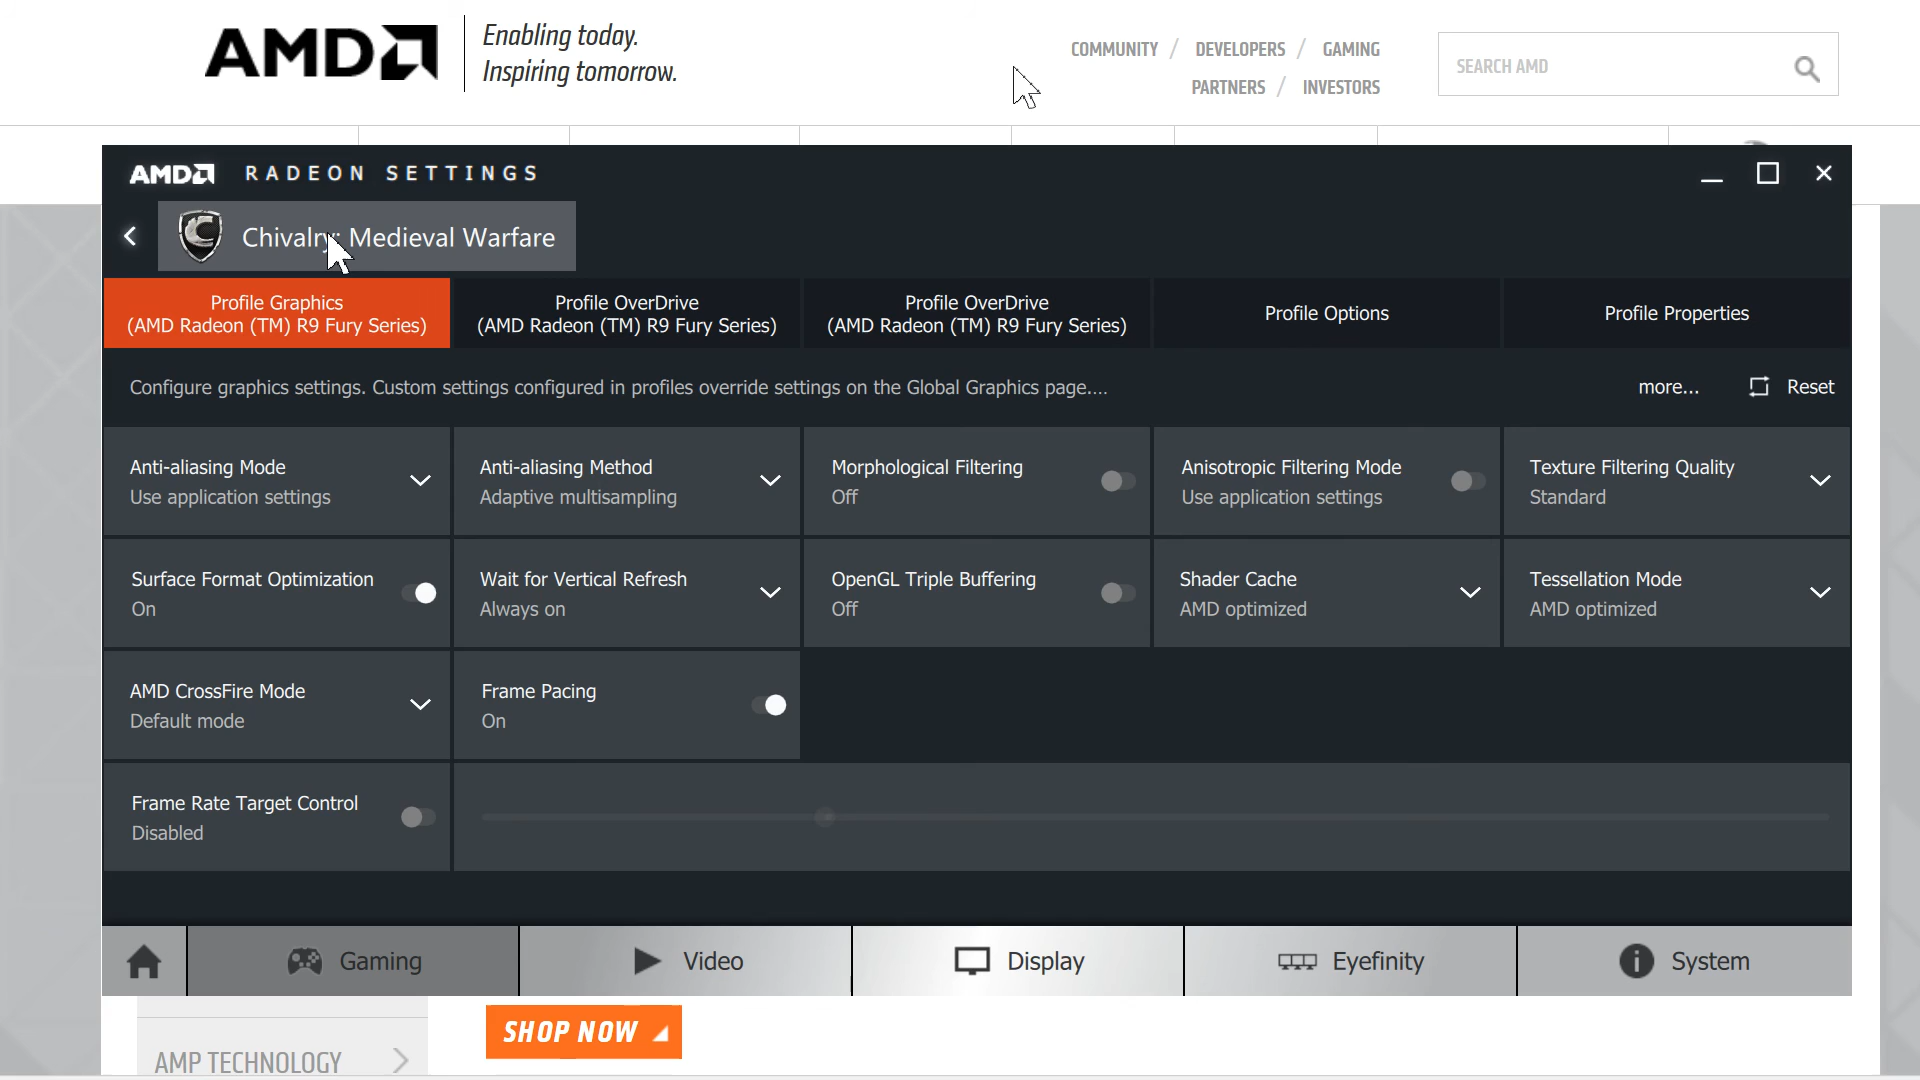 AMD
Enabling today.
Inspiring tomorrow.
COMMUNITY / DEVELOPERS / GAMING
PARTNERS / INVESTORS
SEARCH AMD
AMD RADEON SETTINGS
Chivalry: Medieval Warfare
Profile Graphics
(AMD Radeon (TM) R9 Fury Series)
Profile OverDrive
(AMD Radeon (TM) R9 Fury Series)
Profile OverDrive
(AMD Radeon (TM) R9 Fury Series)
Profile Options
Profile Properties
Configure graphics settings. Custom settings configured in profiles override settings on the Global Graphics page....
more...
Reset
Anti-aliasing Mode
Use application settings
Anti-aliasing Method
Adaptive multisampling
Morphological Filtering
Off
Anisotropic Filtering Mode
Use application settings
Texture Filtering Quality
Standard
Surface Format Optimization
On
Wait for Vertical Refresh
Always on
OpenGL Triple Buffering
Off
Shader Cache
AMD optimized
Tessellation Mode
AMD optimized
AMD CrossFire Mode
Default mode
Frame Pacing
On
Frame Rate Target Control
Disabled
Gaming
Video
Display
Eyefinity
System
SHOP NOW
AMP TECHNOLOGY